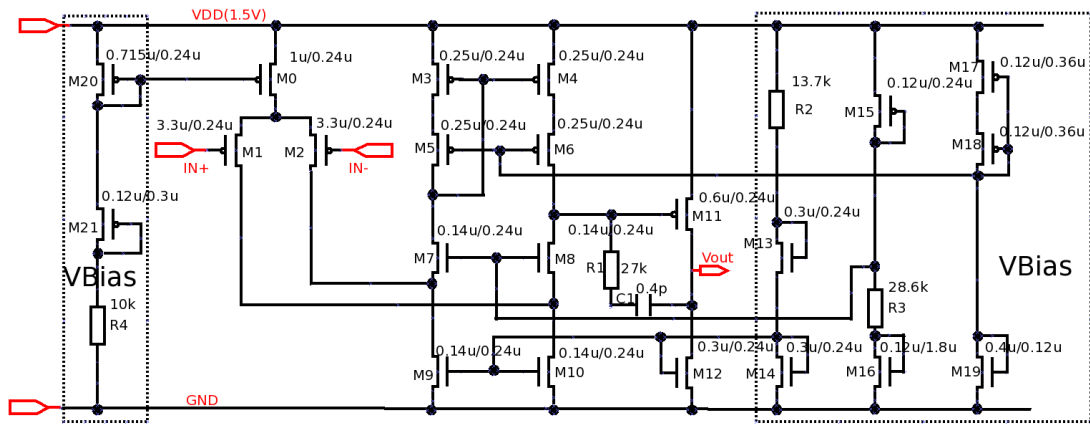 VDD(1.5V)
M20
0.715u/0.24u
1u/0.24u
M0
3.3u/0.24u
3.3u/0.24u
IN+
M1
M2
IN-
0.12u/0.3u
M21
VBias
10k
R4
GND
0.25u/0.24u
0.25u/0.24u
M3
M4
0.25u/0.24u
0.25u/0.24u
M5
M6
0.14u/0.24u
0.14u/0.24u
M7
M8
0.6u/0.24u
M11
R1
27k
C1
0.4p
Vout
0.14u/0.24u
0.14u/0.24u
M9
M10
0.3u/0.24u
M12
13.7k
R2
0.3u/0.24u
M13
0.3u/0.24u
M14
0.12u/0.24u
M15
28.6k
R3
0.12u/1.8u
M16
M17
0.12u/0.36u
0.12u/0.36u
M18
VBias
0.4u/0.12u
M19